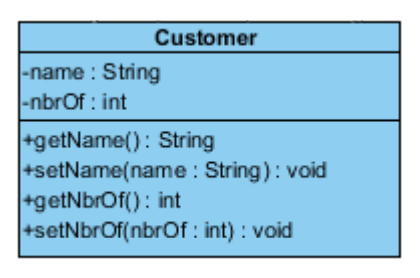 Customer
-name : String
-nbrOf : int
+getName() : String
+setName(name : String) : void
+getNbrOf() : int
+setNbrOf(nbrOf : int) : void